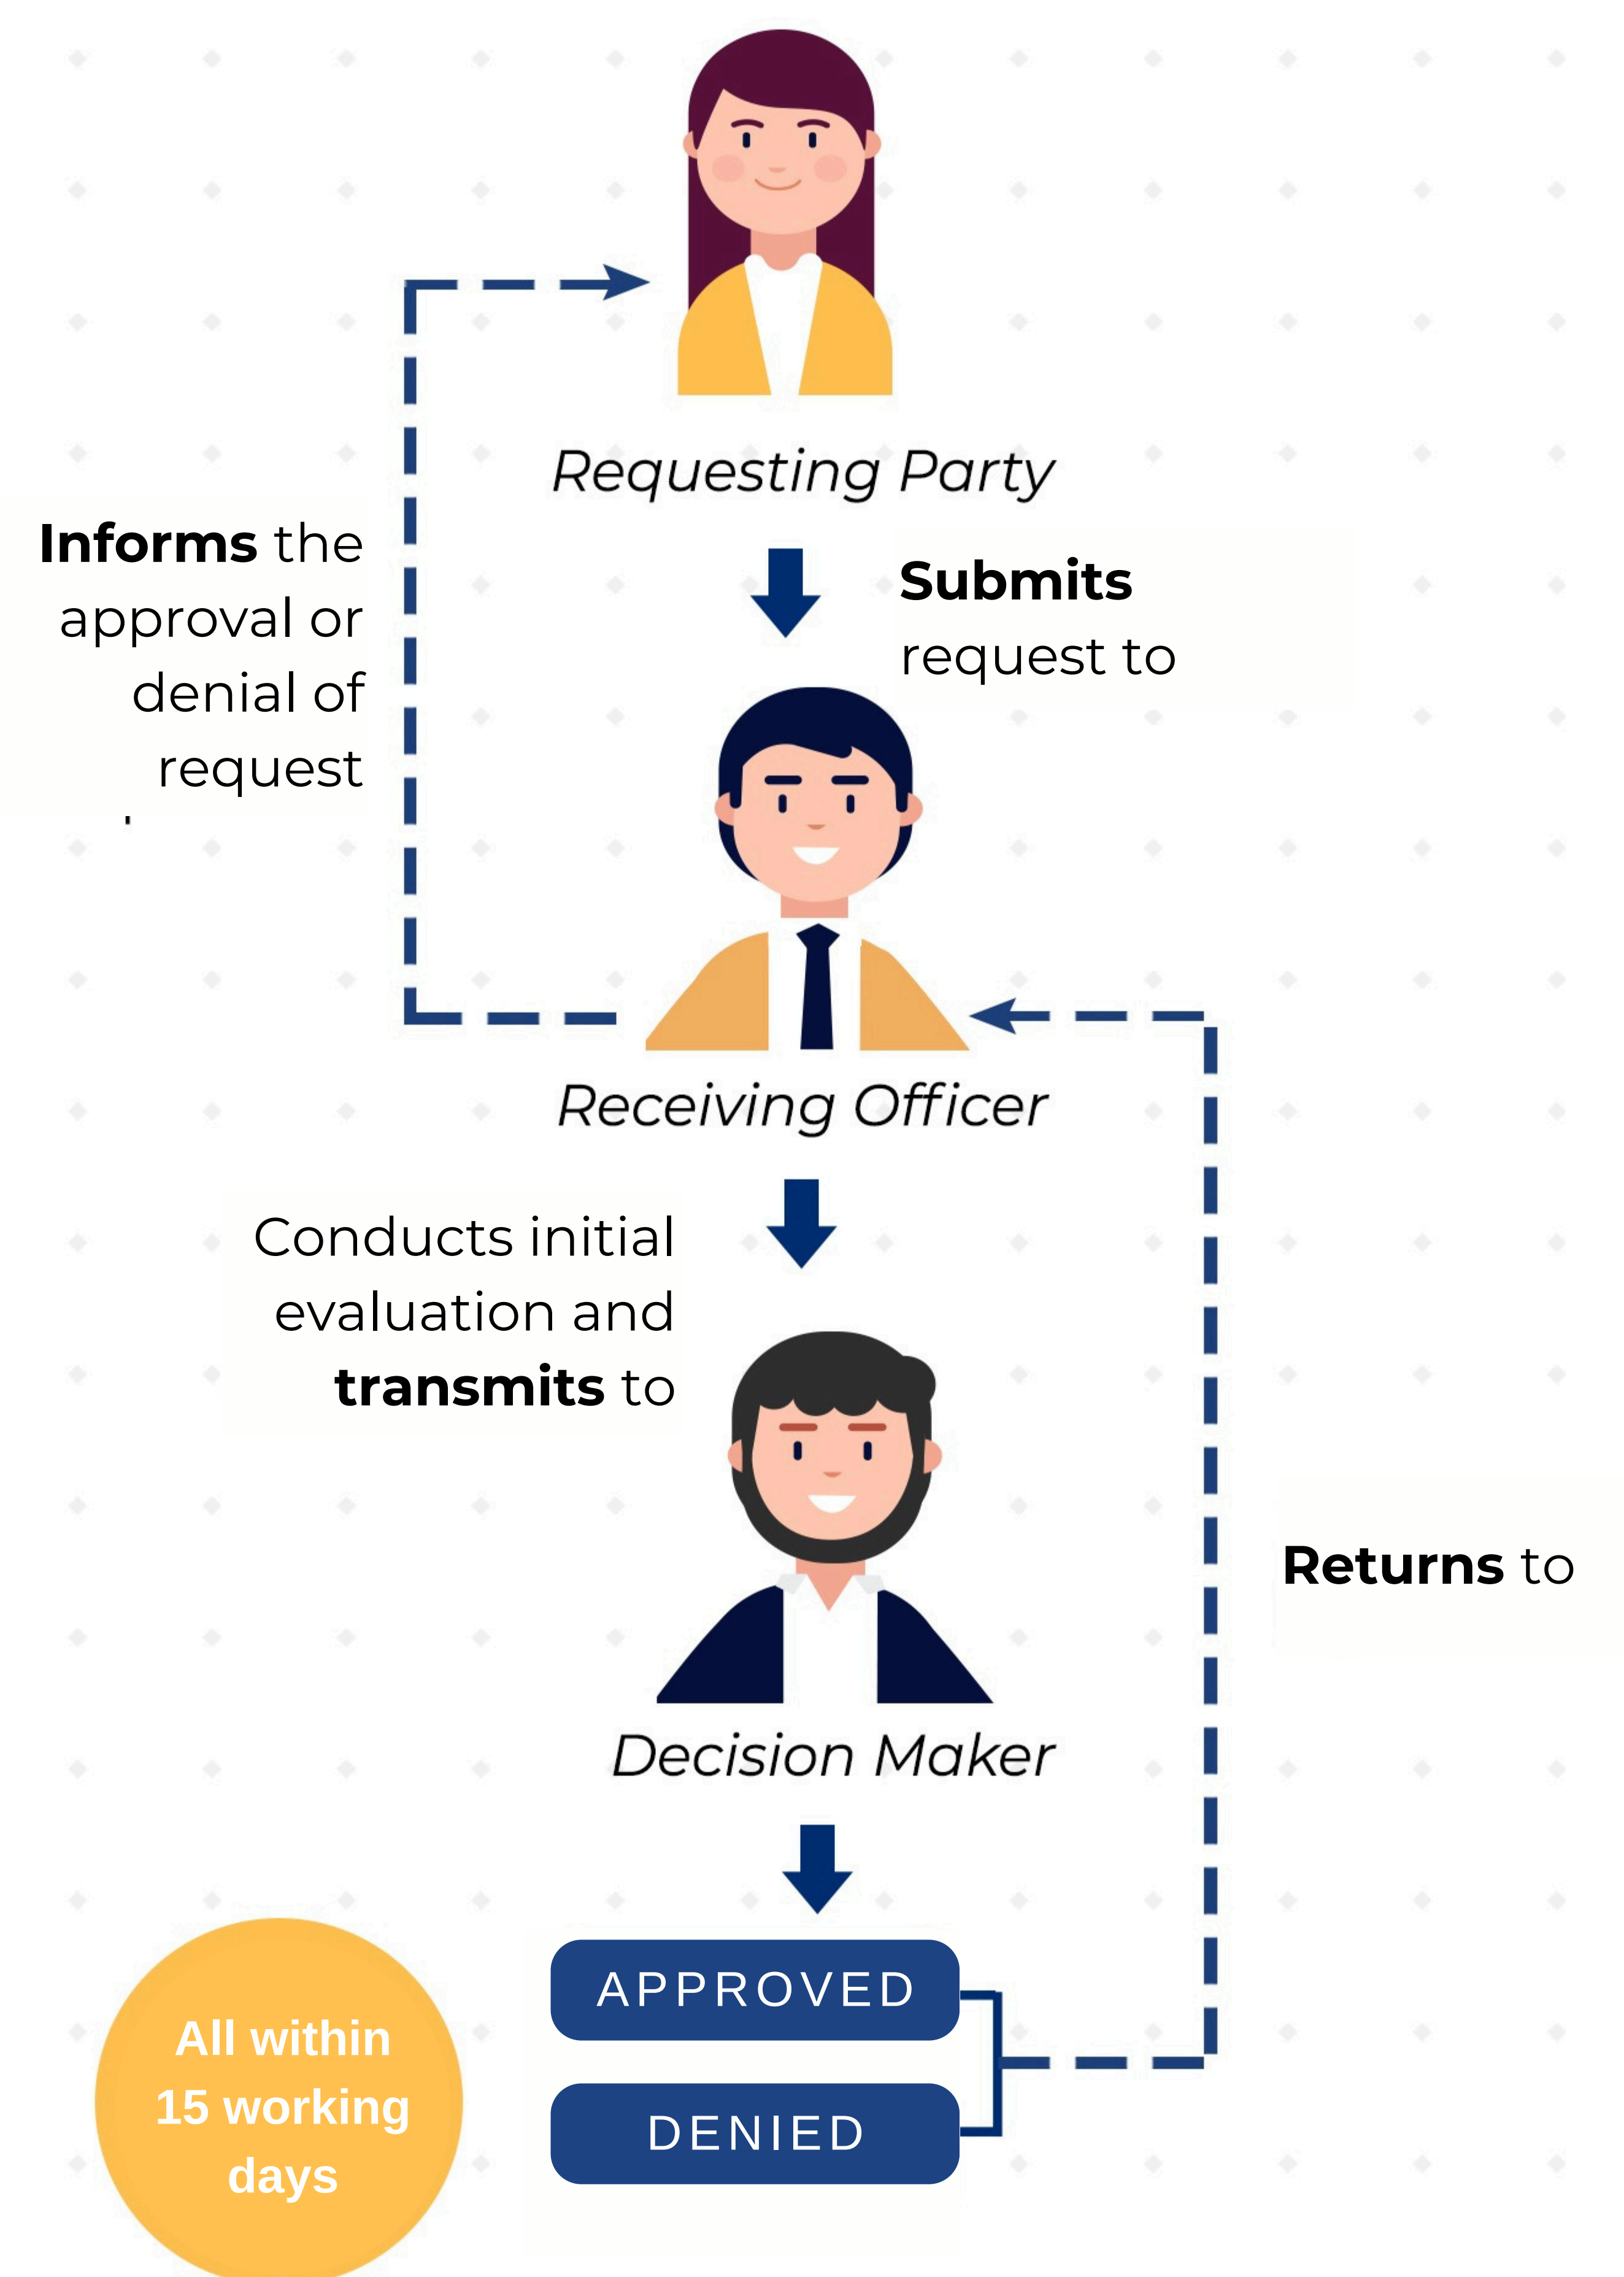 Requesting Party
Informs the
approval or
denial of
request
Submits
request to
Receiving Officer
Conducts initial
evaluation and
transmits to
Returns to
Decision Maker
APPROVED
DENIED
All within
15 working
days